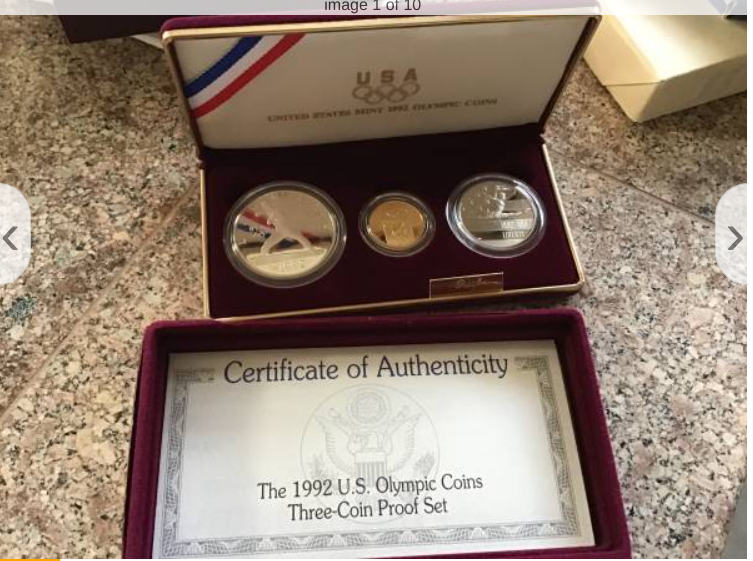 image 1 of 10
USA
UNITED STATES MINT 1992 OLYMPIC COINS
Certificate of Authenticity
The 1992 U.S. Olympic Coins
Three-Coin Proof Set